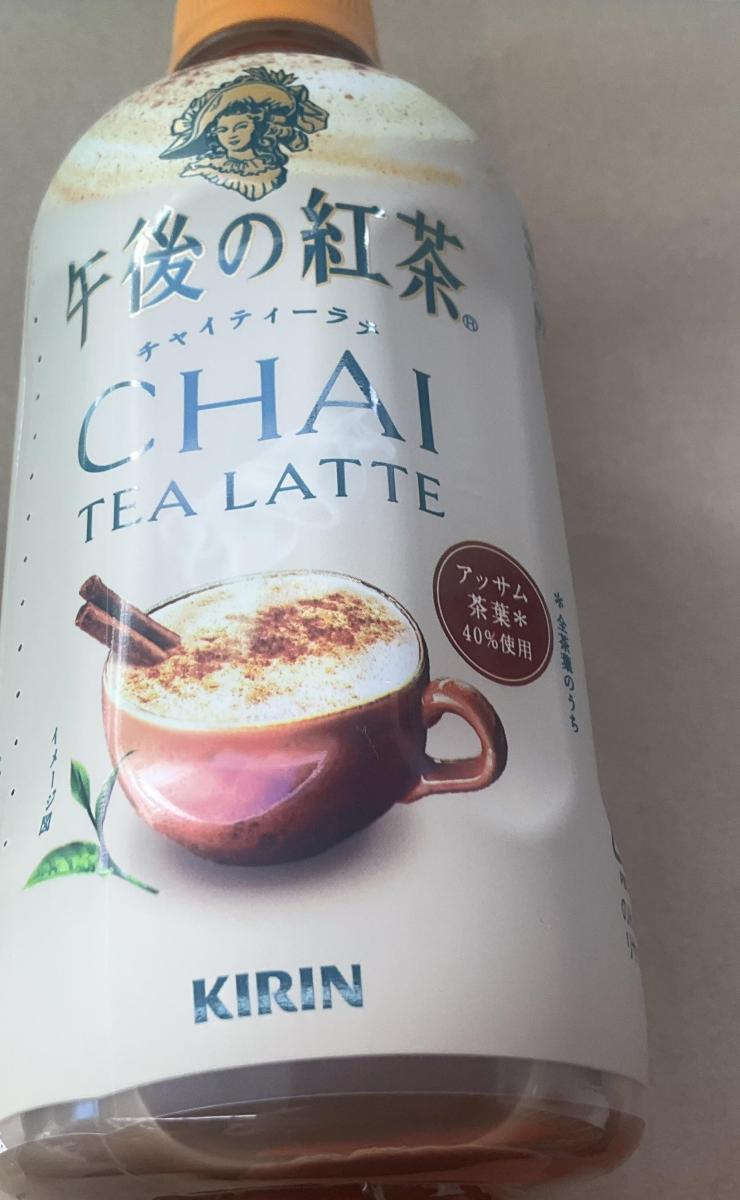 午後の紅茶®
チャイティーラテ
CHAI
TEA LATTE
アッサム
茶葉*
40%使用
*全茶葉のうち
イメージ図
KIRIN